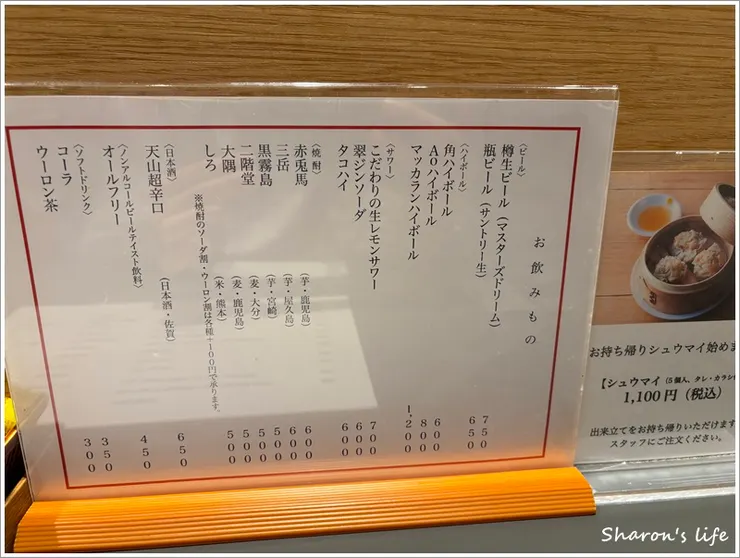 お飲みもの
〈ビール〉
樽生ビール（マスターズドリーム） 750
瓶ビール（サントリー生） 650
〈ハイボール〉
角ハイボール 600
Aoハイボール 800
マッカランハイボール 1,200
〈サワー〉
こだわりの生レモンサワー 700
翠ジンソーダ 600
タコハイ 600
〈焼酎〉
赤兎馬 （芋・鹿児島） 600
三岳 （芋・屋久島） 600
黒霧島 （芋・宮崎） 500
二階堂 （麦・大分） 500
大隅 （麦・鹿児島） 500
しろ （米・熊本） 500
※焼酎のソーダ割・ウーロン割は各種＋100円で承ります。
〈日本酒〉
天山超辛口 （日本酒・佐賀） 650
〈ノンアルコールビールテイスト飲料〉
オールフリー 450
〈ソフトドリンク〉
コーラ 350
ウーロン茶 300
お持ち帰りシュウマイ始めま
【シュウマイ（5個入、タレ・カラシ
1,100円（税込）
出来立てをお持ち帰りいただけます
スタッフにご注文ください。
Sharon's life